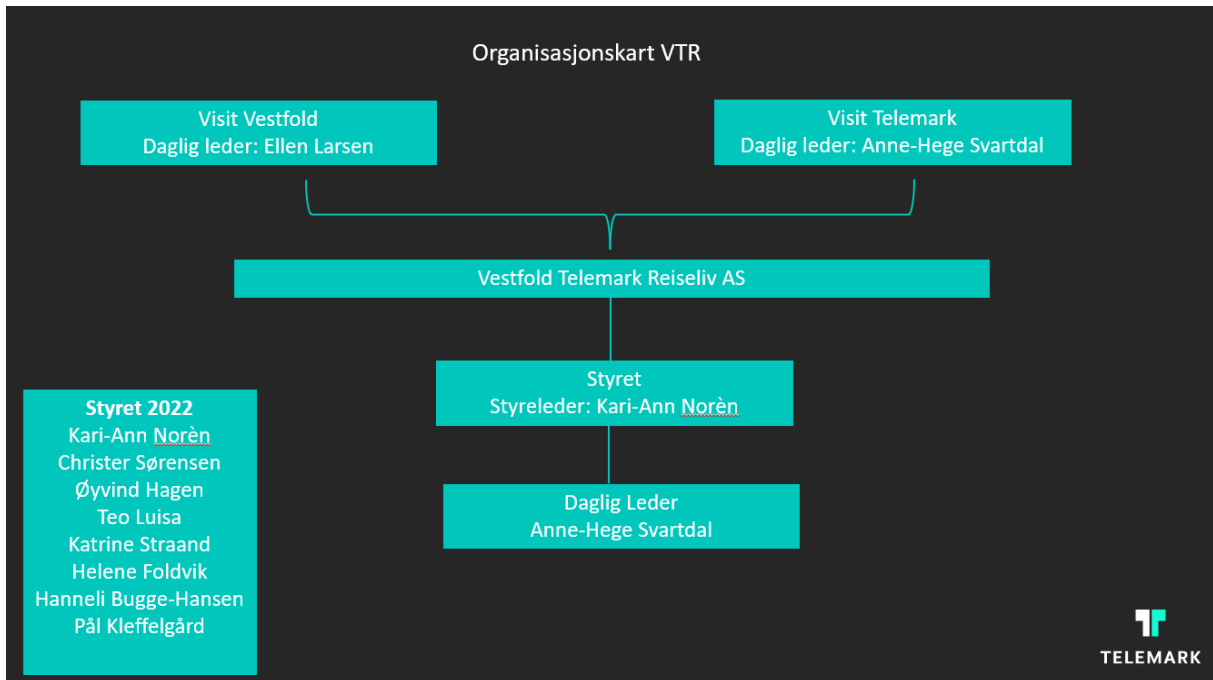 Organisasjonskart VTR
Visit Vestfold
Daglig leder: Ellen Larsen
Visit Telemark
Daglig leder: Anne-Hege Svartdal
Vestfold Telemark Reiseliv AS
Styret
Styreleder: Kari-Ann Norèn
Daglig Leder
Anne-Hege Svartdal
Styret 2022
Kari-Ann Norèn
Christer Sørensen
Øyvind Hagen
Teo Luisa
Katrine Straand
Helene Foldvik
Hanneli Bugge-Hansen
Pål Kleffelgård
TELEMARK